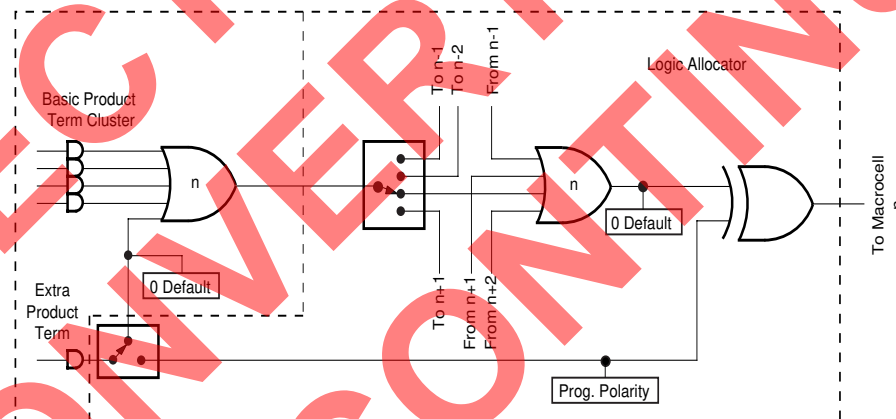 To n-1
To n-2
From n-1
Logic Allocator
Basic Product
Term Cluster
n
n
0 Default
To Macrocell
n
0 Default
Extra
Product
Term
To n+1
From n+1
From n+2
Prog. Polarity